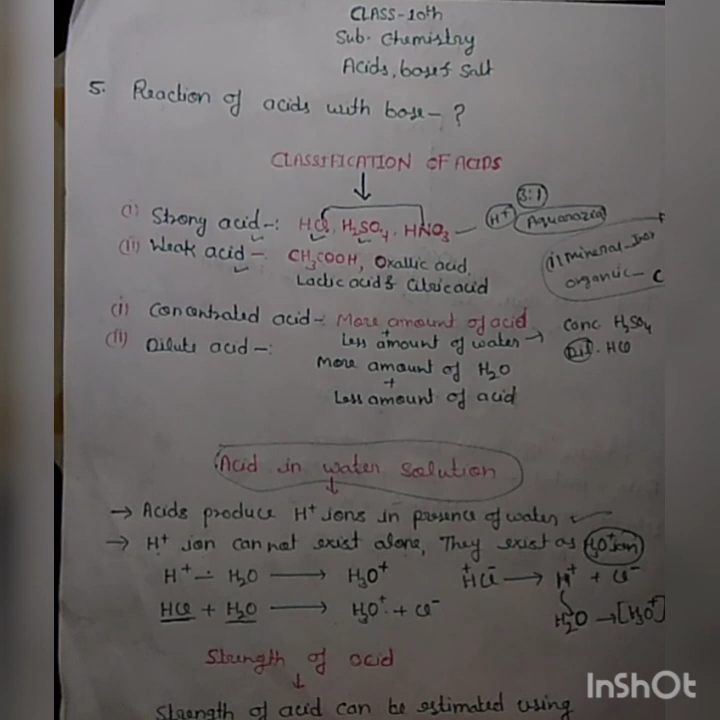 CLASS-10th
Sub. Chemistry
Acids, base & Salt
5. Reaction of acids with base- ?
CLASSIFICATION OF ACIDS
↓
(i) Strong acid-: HCl, H₂SO₄, HNO₃ - H⁺ 3:1
(ii) Weak acid-: CH₃COOH, Oxallic acid,
Lactic acid & Citric acid
(i) mineral-
organic- C
(i) Concentrated acid-: More amount of acid
+
Less amount of water → Conc H₂SO₄
(ii) Dilute acid-: Dil. HCl
More amount of H₂O
+
Less amount of acid
Acid in water solution
↓
→ Acids produce H⁺ ions in presence of water
→ H⁺ ion cannot exist alone, They exist as H₃O⁺ ion
H⁺ - H₂O ⟶ H₃O⁺
⁺HCl⁻ ⟶ H⁺ + Cl⁻
HCl + H₂O ⟶ H₃O⁺ + Cl⁻
H₂O → [H₃O⁺]
Strength of acid
↓
Strength of acid can be estimated using
InShOt